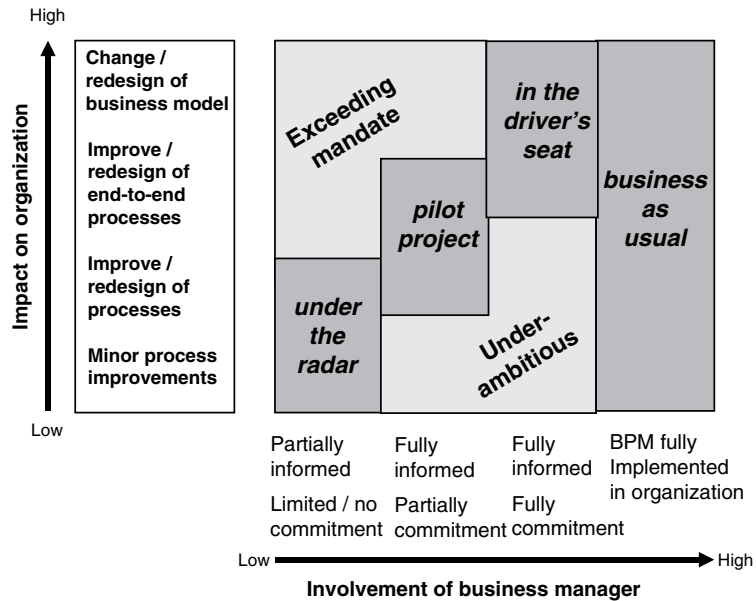 High
Impact on organization
Low
Change /
redesign of
business model
Improve /
redesign of
end-to-end
processes
Improve /
redesign of
processes
Minor process
improvements
Exceeding
mandate
in the
driver's
seat
business
as
usual
pilot
project
under
the
radar
Under-
ambitious
Partially
informed
Limited / no
commitment
Fully
informed
Partially
commitment
Fully
informed
Fully
commitment
BPM fully
Implemented
in organization
Low
High
Involvement of business manager